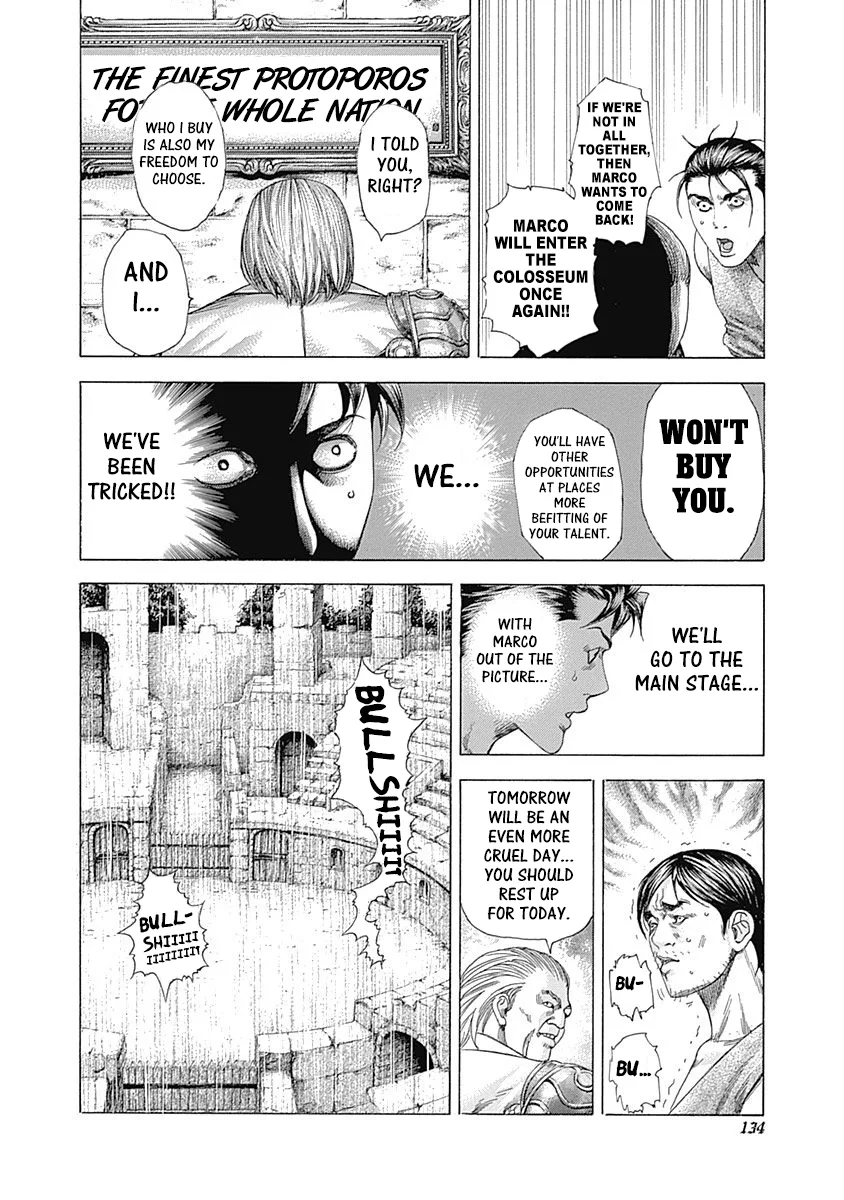 IF WE'RE
NOT IN
ALL
TOGETHER,
THEN
MARCO
WANTS TO
COME
BACK!
MARCO
WILL ENTER
THE
COLOSSEUM
ONCE
AGAIN!!
THE FINEST PROTOPOROS
WHOLE NATION
I TOLD
YOU,
RIGHT?
WHO I BUY
IS ALSO MY
FREEDOM TO
CHOOSE.
AND
I...
WON'T
BUY
YOU.
YOU'LL HAVE
OTHER
OPPORTUNITIES
AT PLACES
MORE
BEFITTING OF
YOUR TALENT.
WE...
WE'VE
BEEN
TRICKED!!
WE'LL
GO TO THE
MAIN STAGE...
WITH
MARCO
OUT OF THE
PICTURE...
BU-
BU...
TOMORROW
WILL BE AN
EVEN MORE
CRUEL DAY...
YOU SHOULD
REST UP
FOR TODAY.
BULLSHIIIII!
BULL-
SHIIIII
IIIIIIIII!
134